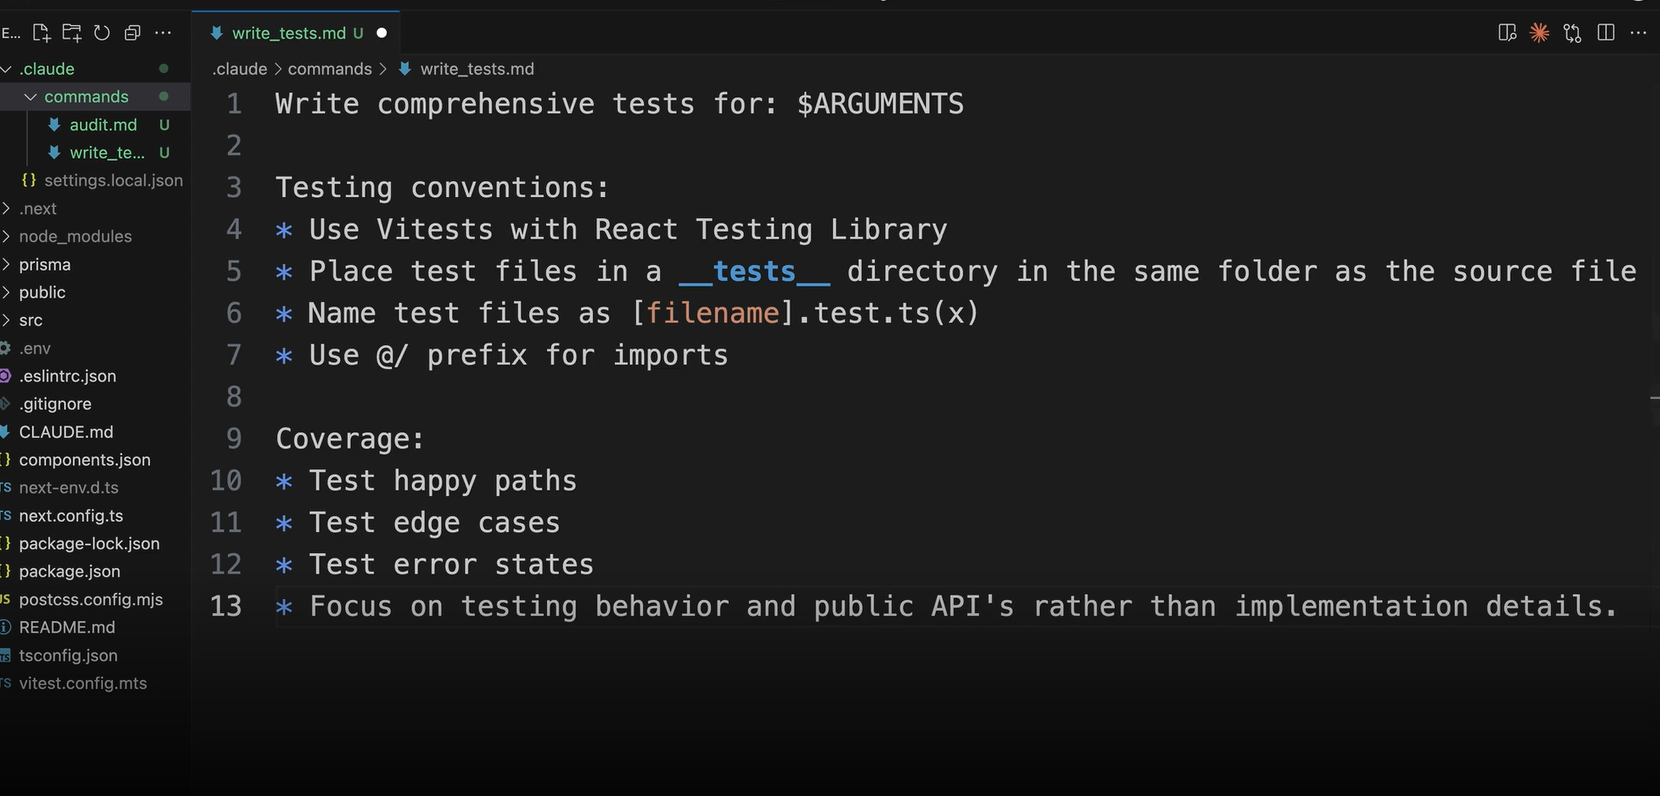 E...
write_tests.md U
.claude
.claude > commands > write_tests.md
commands
audit.md U
write_te... U
settings.local.json
.next
node_modules
prisma
public
src
.env
.eslintrc.json
.gitignore
CLAUDE.md
components.json
next-env.d.ts
next.config.ts
package-lock.json
package.json
postcss.config.mjs
README.md
tsconfig.json
vitest.config.mts
1 Write comprehensive tests for: $ARGUMENTS
2
3 Testing conventions:
4 * Use Vitests with React Testing Library
5 * Place test files in a __tests__ directory in the same folder as the source file
6 * Name test files as [filename].test.ts(x)
7 * Use @/ prefix for imports
8
9 Coverage:
10 * Test happy paths
11 * Test edge cases
12 * Test error states
13 * Focus on testing behavior and public API's rather than implementation details.